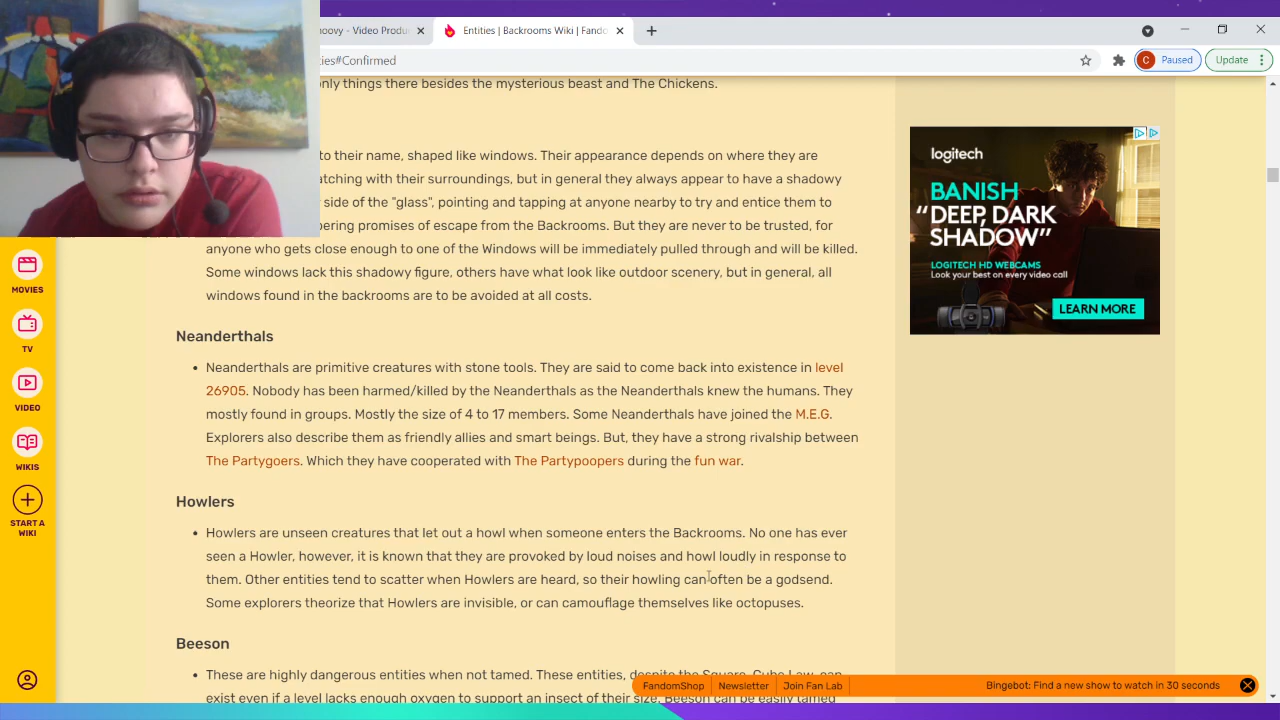 noovy - Video Produ
Entities | Backrooms Wiki | Fando
ies#Confirmed
C Paused
Update
only things there besides the mysterious beast and The Chickens.
to their name, shaped like windows. Their appearance depends on where they are
atching with their surroundings, but in general they always appear to have a shadowy
side of the "glass", pointing and tapping at anyone nearby to try and entice them to
ering promises of escape from the Backrooms. But they are never to be trusted, for
anyone who gets close enough to one of the Windows will be immediately pulled through and will be killed.
Some windows lack this shadowy figure, others have what look like outdoor scenery, but in general, all
windows found in the backrooms are to be avoided at all costs.
Neanderthals
Neanderthals are primitive creatures with stone tools. They are said to come back into existence in level
26905. Nobody has been harmed/killed by the Neanderthals as the Neanderthals knew the humans. They
mostly found in groups. Mostly the size of 4 to 17 members. Some Neanderthals have joined the M.E.G.
Explorers also describe them as friendly allies and smart beings. But, they have a strong rivalship between
The Partygoers. Which they have cooperated with The Partypoopers during the fun war.
Howlers
Howlers are unseen creatures that let out a howl when someone enters the Backrooms. No one has ever
seen a Howler, however, it is known that they are provoked by loud noises and howl loudly in response to
them. Other entities tend to scatter when Howlers are heard, so their howling can often be a godsend.
Some explorers theorize that Howlers are invisible, or can camouflage themselves like octopuses.
Beeson
These are highly dangerous entities when not tamed. These entities, despite the Square-Cube Law, can
exist even if a level lacks enough oxygen to support an insect of their size. Beeson can be easily tamed
MOVIES
TV
VIDEO
WIKIS
START A
WIKI
logitech
BANISH
"DEEP, DARK
SHADOW"
LOGITECH HD WEBCAMS
Look your best on every video call
LEARN MORE
FandomShop
Newsletter
Join Fan Lab
Bingebot: Find a new show to watch in 30 seconds